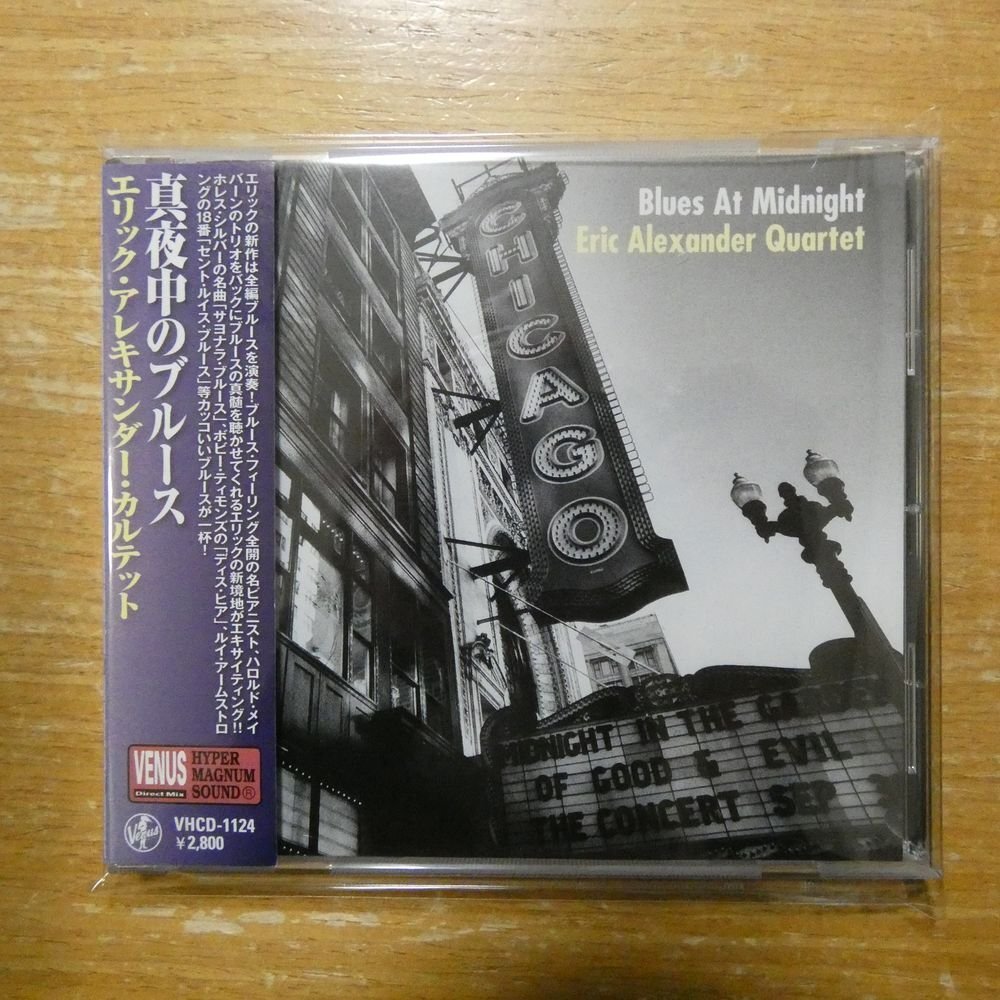 真夜中のブルース
エリック・アレキサンダー・カルテット
エリックの新作は全編ブルースを演奏!ブルース・フィーリング全開の名ピアニスト、ハロルド・メイ
バーンのトリオをバックにブルースの真髄を聴かせてくれるエリックの新境地がエキサイティング!!
ホレス・シルバーの名曲「サヨナラ・ブルース」、ボビー・ティモンズの「ディス・ヒア」、ルイ・アームストロ
ングの18番「セント・ルイス・ブルース」等カッコいいブルースが一杯!
VENUS
Direct Mix
HYPER
MAGNUM
SOUND®
Venus
VHCD-1124
¥2,800
Blues At Midnight
Eric Alexander Quartet
CHICAGO
MIDNIGHT IN THE
OF GOOD & EVIL
THE CONCERT SEP